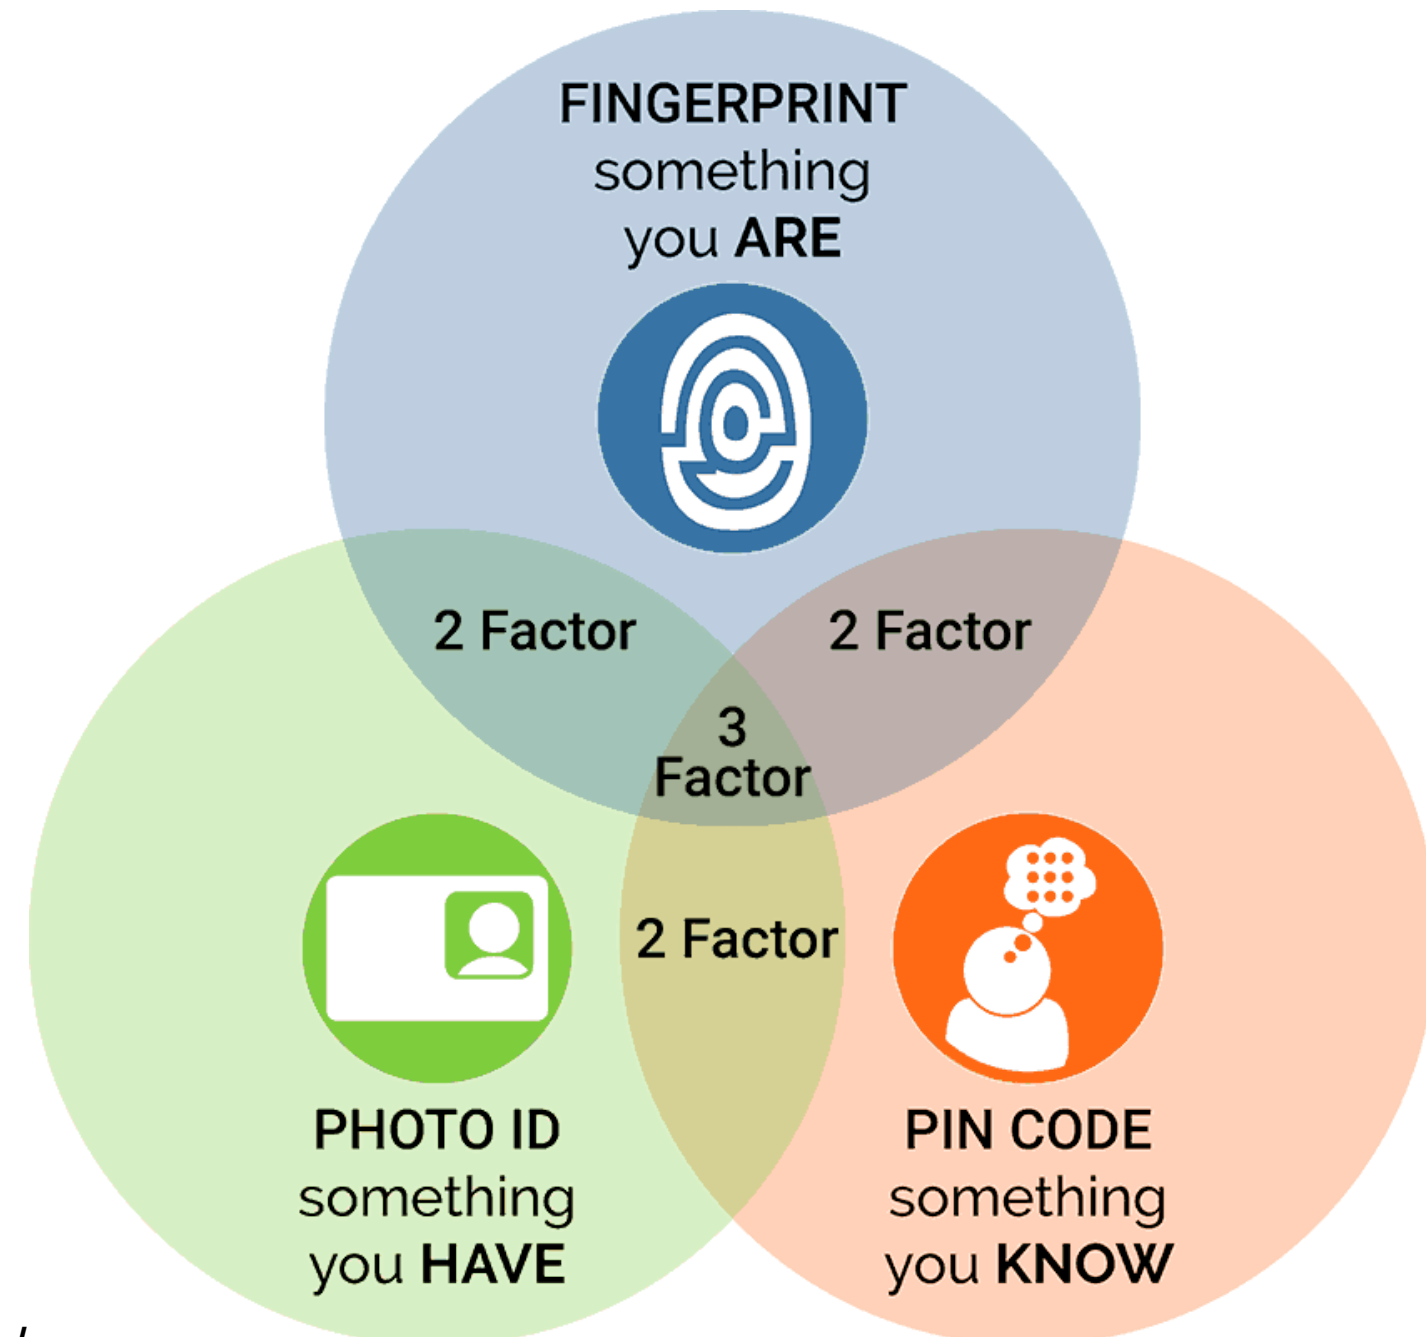 FINGERPRINT
something
you ARE
2 Factor
2 Factor
3
Factor
2 Factor
PHOTO ID
something
you HAVE
PIN CODE
something
you KNOW